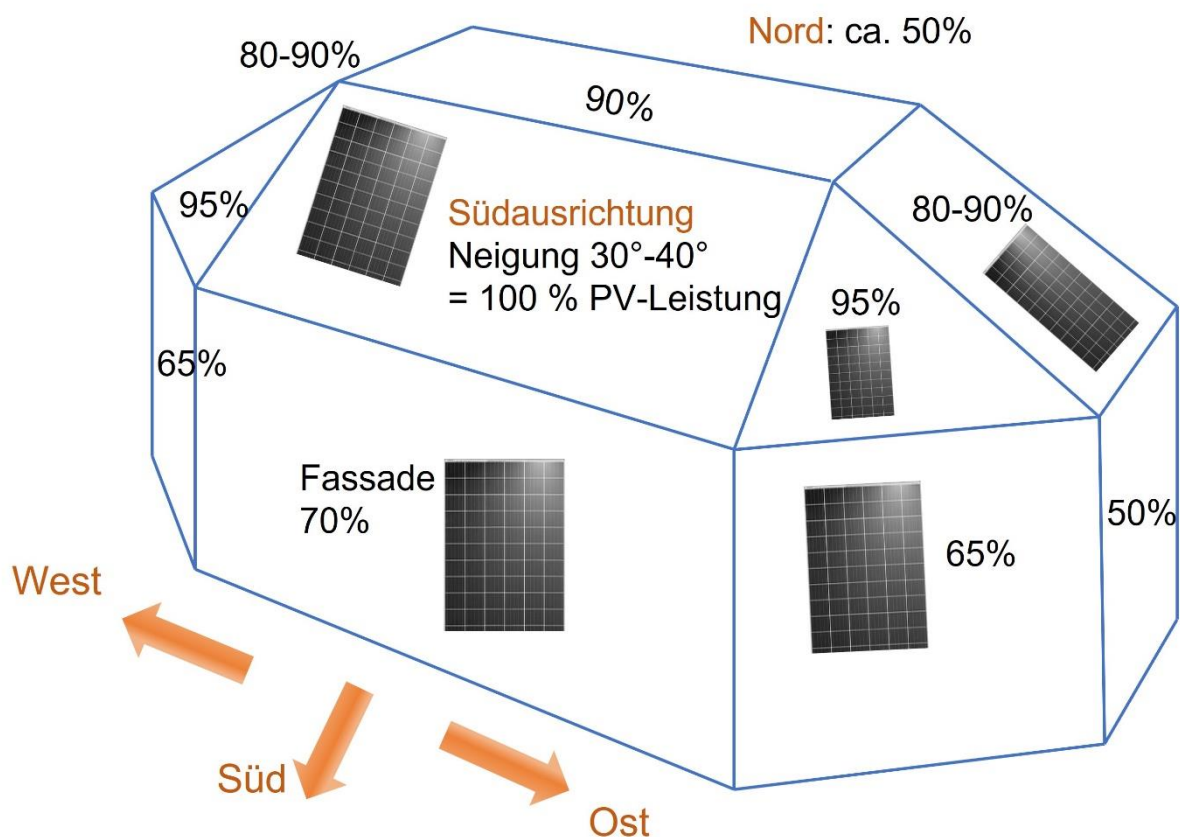 Nord: ca. 50%
80-90%
90%
95%
Südausrichtung
Neigung 30°-40°
= 100 % PV-Leistung
80-90%
95%
65%
Fassade
70%
65%
50%
West
Süd
Ost